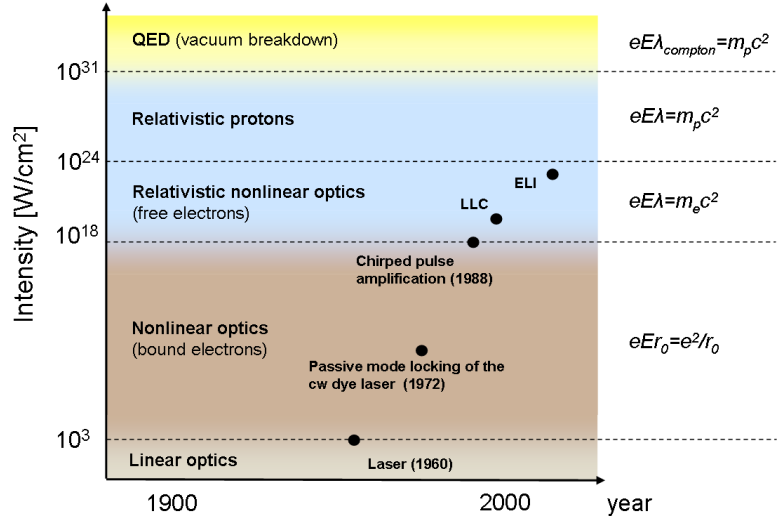 QED (vacuum breakdown)
eEλcompton=mpc²
10³¹
Relativistic protons
eEλ=mpc²
10²⁴
ELI
Relativistic nonlinear optics
(free electrons)
LLC
eEλ=mec²
10¹⁸
Chirped pulse
amplification (1988)
Intensity [W/cm²]
Nonlinear optics
(bound electrons)
eEr₀=e²/r₀
Passive mode locking of the
cw dye laser (1972)
10³
Linear optics
Laser (1960)
1900
2000
year